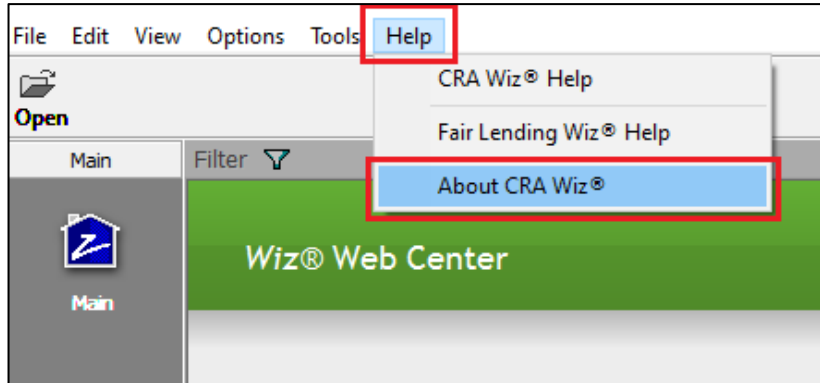 File Edit View Options Tools Help
CRA Wiz® Help
Open
Fair Lending Wiz® Help
Main Filter
About CRA Wiz®
Wiz® Web Center
Main